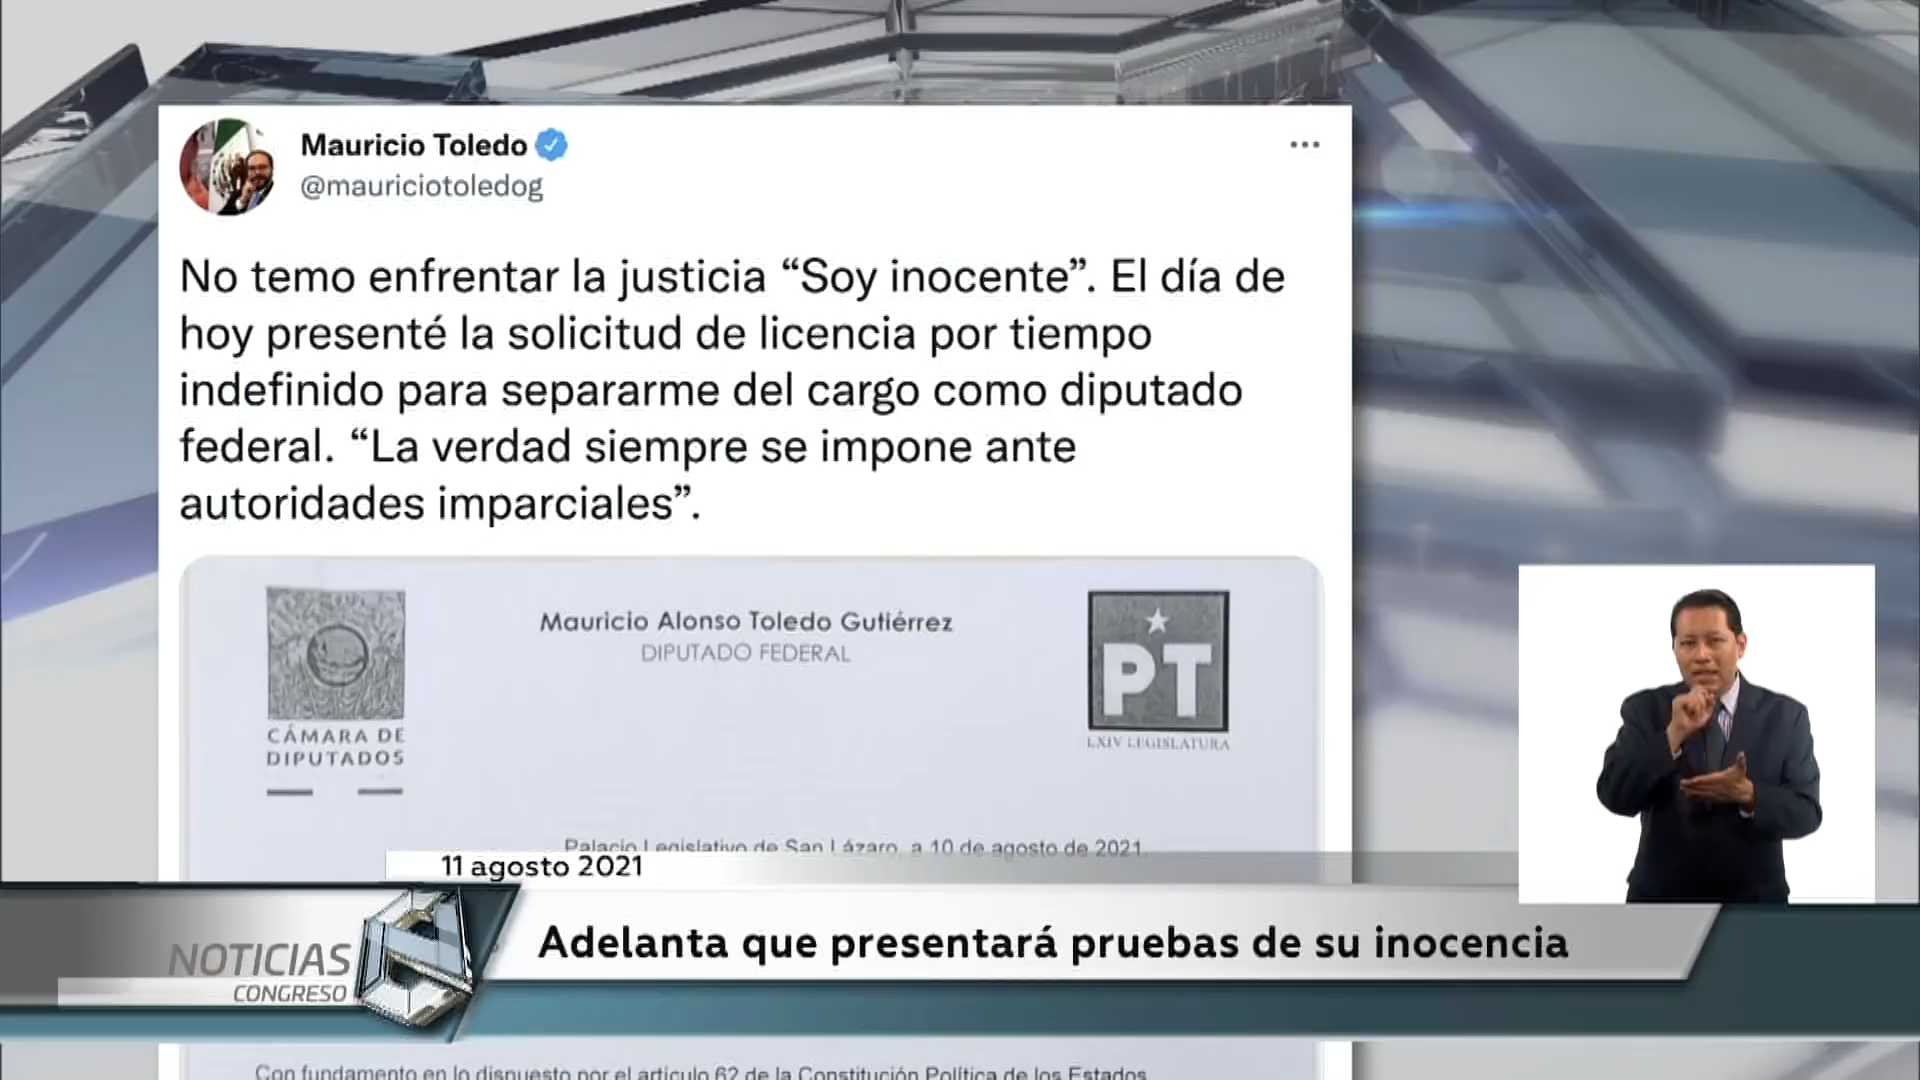 Mauricio Toledo
@mauriciotoledog
No temo enfrentar la justicia “Soy inocente”. El día de
hoy presenté la solicitud de licencia por tiempo
indefinido para separarme del cargo como diputado
federal. “La verdad siempre se impone ante
autoridades imparciales”.
Mauricio Alonso Toledo Gutiérrez
DIPUTADO FEDERAL
CÁMARA DE
DIPUTADOS
PT
LXIV LEGISLATURA
Palacio Legislativo de San Lázaro, a 10 de agosto de 2021.
11 agosto 2021
NOTICIAS
CONGRESO
Adelanta que presentará pruebas de su inocencia
Con fundamento en lo dispuesto por el artículo 62 de la Constitución Política de los Estados